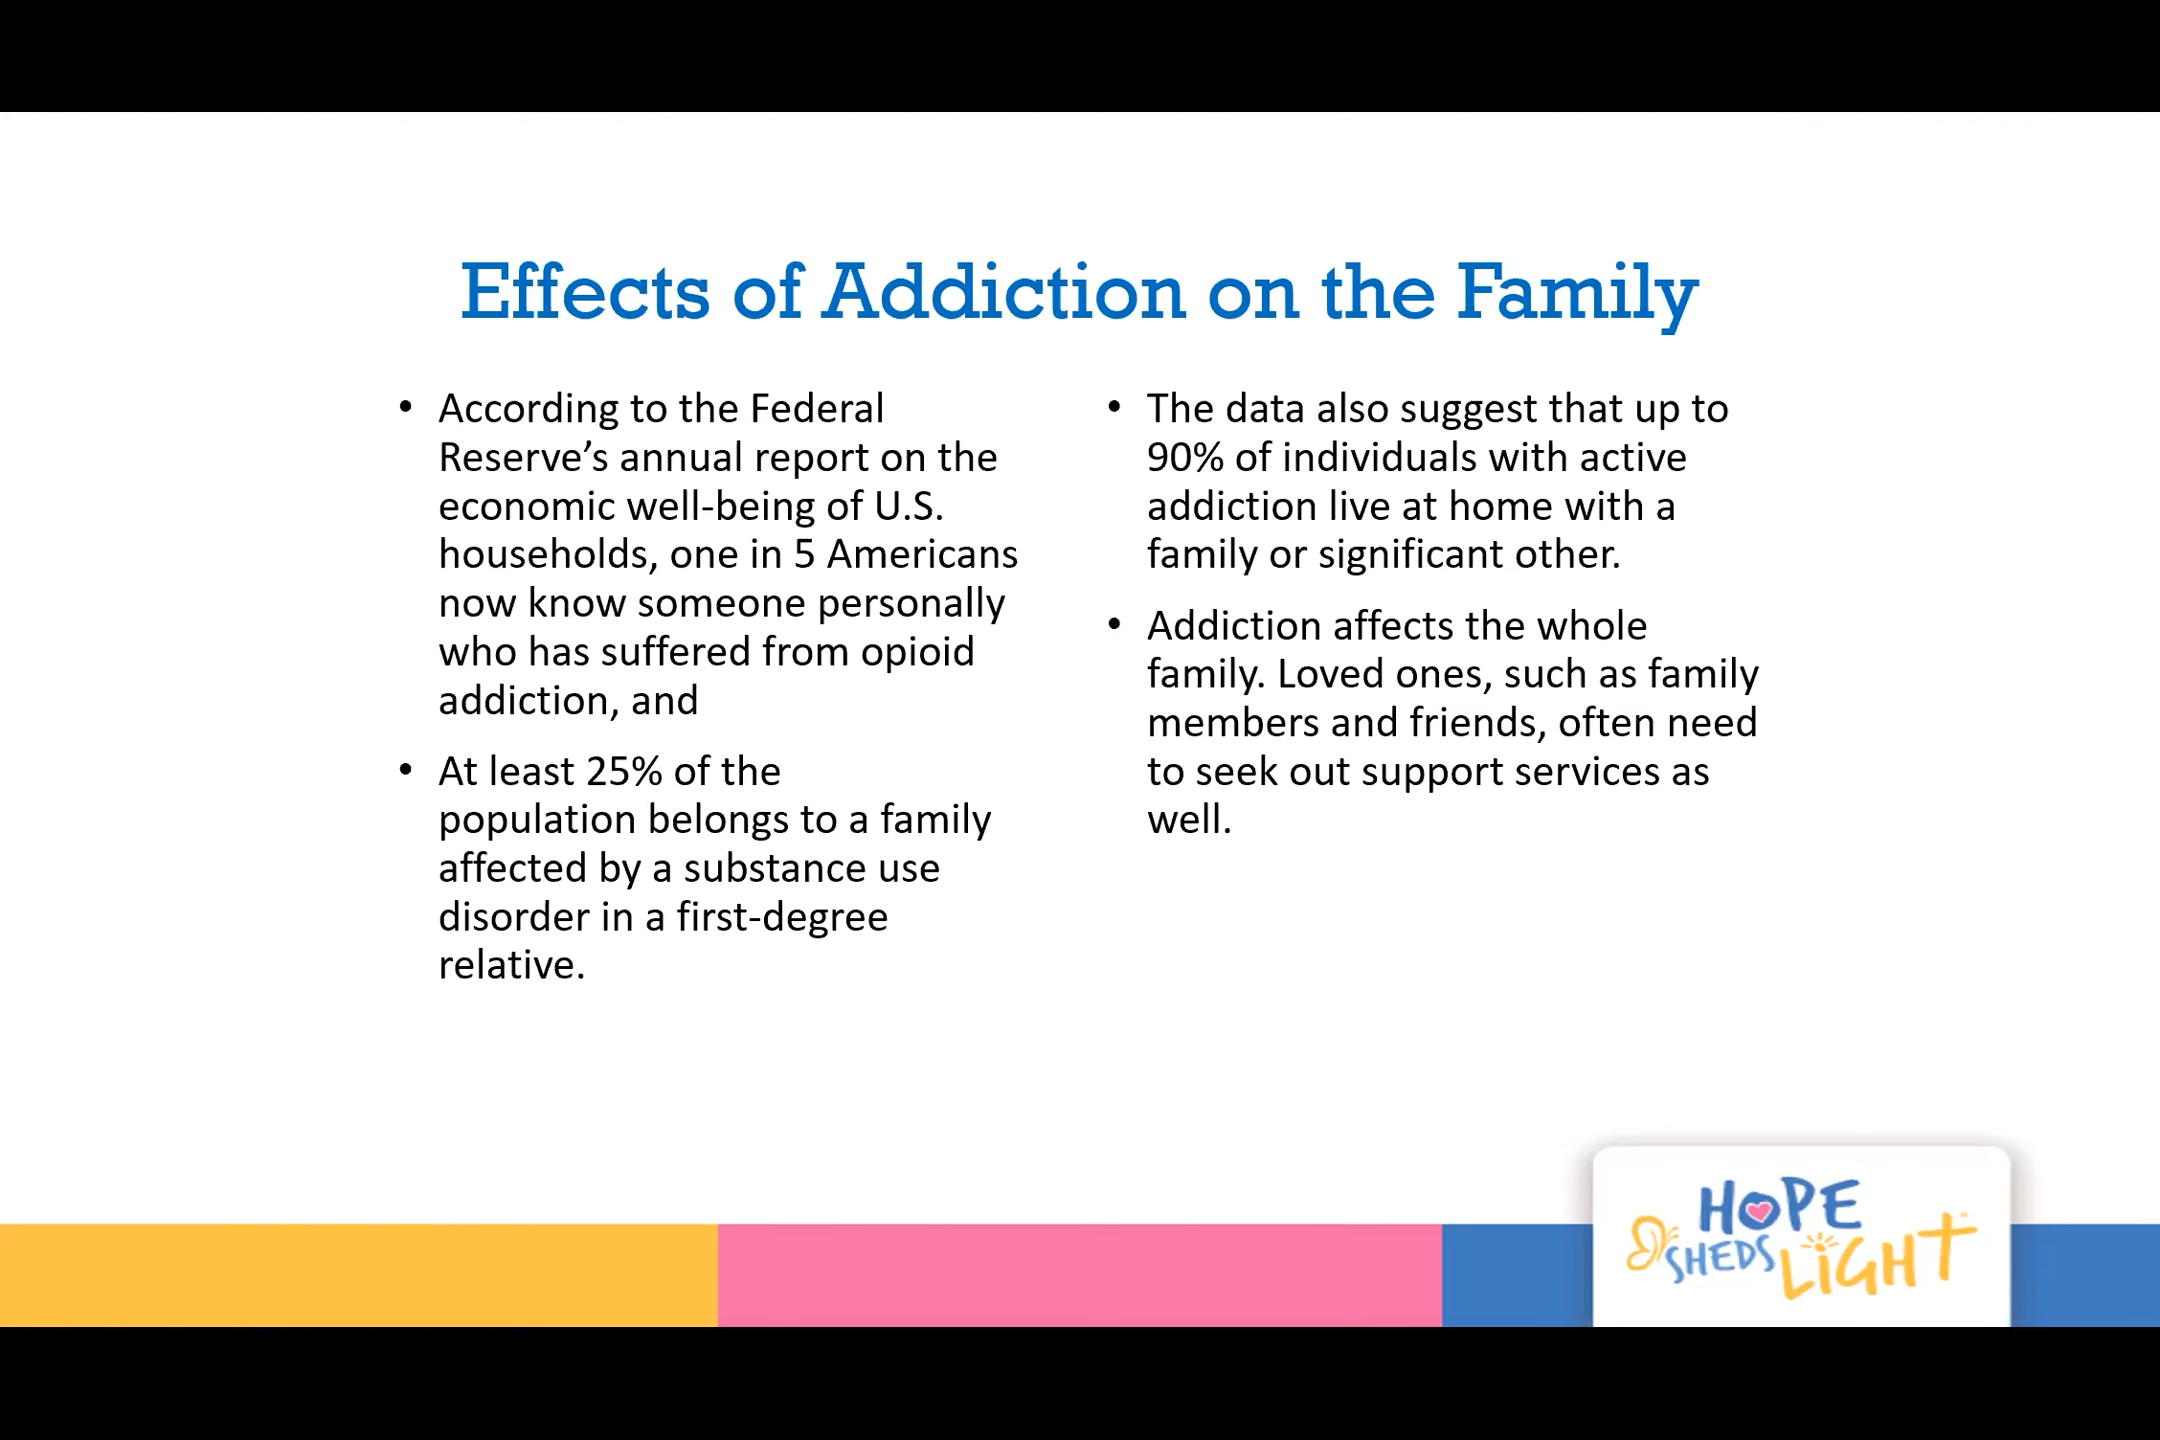 Effects of Addiction on the Family
• According to the Federal
Reserve’s annual report on the
economic well-being of U.S.
households, one in 5 Americans
now know someone personally
who has suffered from opioid
addiction, and
• At least 25% of the
population belongs to a family
affected by a substance use
disorder in a first-degree
relative.
• The data also suggest that up to
90% of individuals with active
addiction live at home with a
family or significant other.
• Addiction affects the whole
family. Loved ones, such as family
members and friends, often need
to seek out support services as
well.
HOPE
SHEDS LIGHT